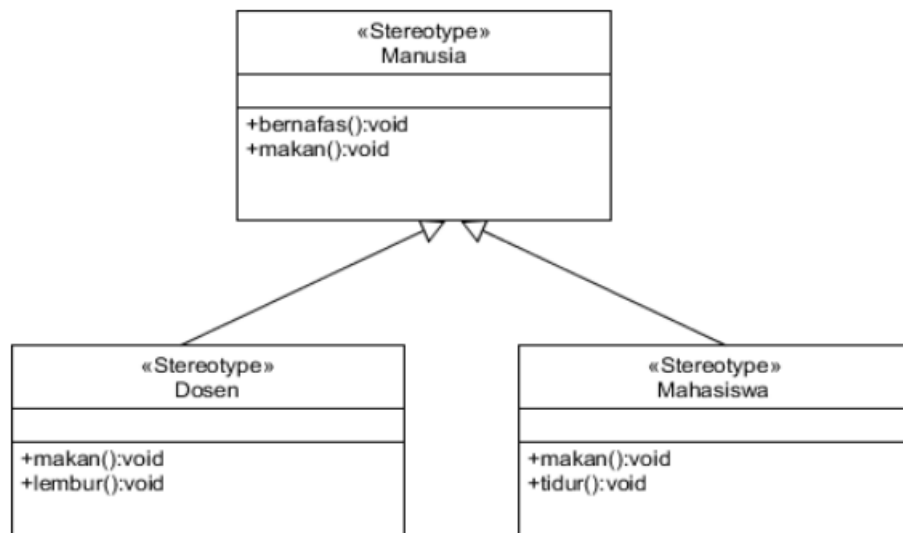 «Stereotype»
Manusia
+bernafas():void
+makan():void
«Stereotype»
Dosen
+makan():void
+lembur():void
«Stereotype»
Mahasiswa
+makan():void
+tidur():void